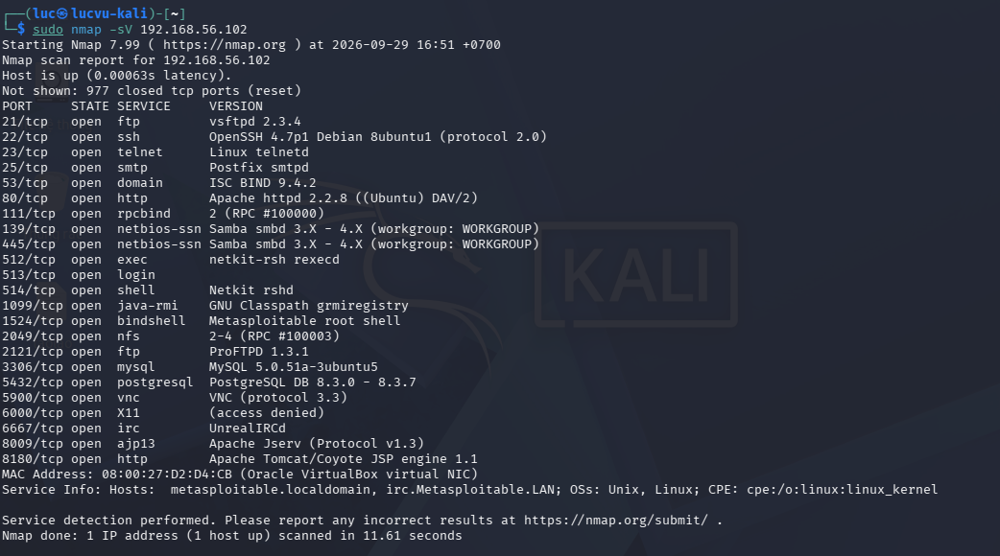 ┌──(luc㉿lucvu-kali)-[~]
└─$ sudo nmap -sV 192.168.56.102
Starting Nmap 7.99 ( https://nmap.org ) at 2026-09-29 16:51 +0700
Nmap scan report for 192.168.56.102
Host is up (0.00063s latency).
Not shown: 977 closed tcp ports (reset)
PORT     STATE SERVICE     VERSION
21/tcp   open  ftp         vsftpd 2.3.4
22/tcp   open  ssh         OpenSSH 4.7p1 Debian 8ubuntu1 (protocol 2.0)
23/tcp   open  telnet      Linux telnetd
25/tcp   open  smtp        Postfix smtpd
53/tcp   open  domain      ISC BIND 9.4.2
80/tcp   open  http        Apache httpd 2.2.8 ((Ubuntu) DAV/2)
111/tcp  open  rpcbind     2 (RPC #100000)
139/tcp  open  netbios-ssn Samba smbd 3.X - 4.X (workgroup: WORKGROUP)
445/tcp  open  netbios-ssn Samba smbd 3.X - 4.X (workgroup: WORKGROUP)
512/tcp  open  exec        netkit-rsh rexecd
513/tcp  open  login
514/tcp  open  shell       Netkit rshd
1099/tcp open  java-rmi    GNU Classpath grmiregistry
1524/tcp open  bindshell   Metasploitable root shell
2049/tcp open  nfs         2-4 (RPC #100003)
2121/tcp open  ftp         ProFTPD 1.3.1
3306/tcp open  mysql       MySQL 5.0.51a-3ubuntu5
5432/tcp open  postgresql  PostgreSQL DB 8.3.0 - 8.3.7
5900/tcp open  vnc         VNC (protocol 3.3)
6000/tcp open  X11         (access denied)
6667/tcp open  irc         UnrealIRCd
8009/tcp open  ajp13       Apache Jserv (Protocol v1.3)
8180/tcp open  http        Apache Tomcat/Coyote JSP engine 1.1
MAC Address: 08:00:27:D2:D4:CB (Oracle VirtualBox virtual NIC)
Service Info: Hosts:  metasploitable.localdomain, irc.Metasploitable.LAN; OSs: Unix, Linux; CPE: cpe:/o:linux:linux_kernel
Service detection performed. Please report any incorrect results at https://nmap.org/submit/ .
Nmap done: 1 IP address (1 host up) scanned in 11.61 seconds
KALI